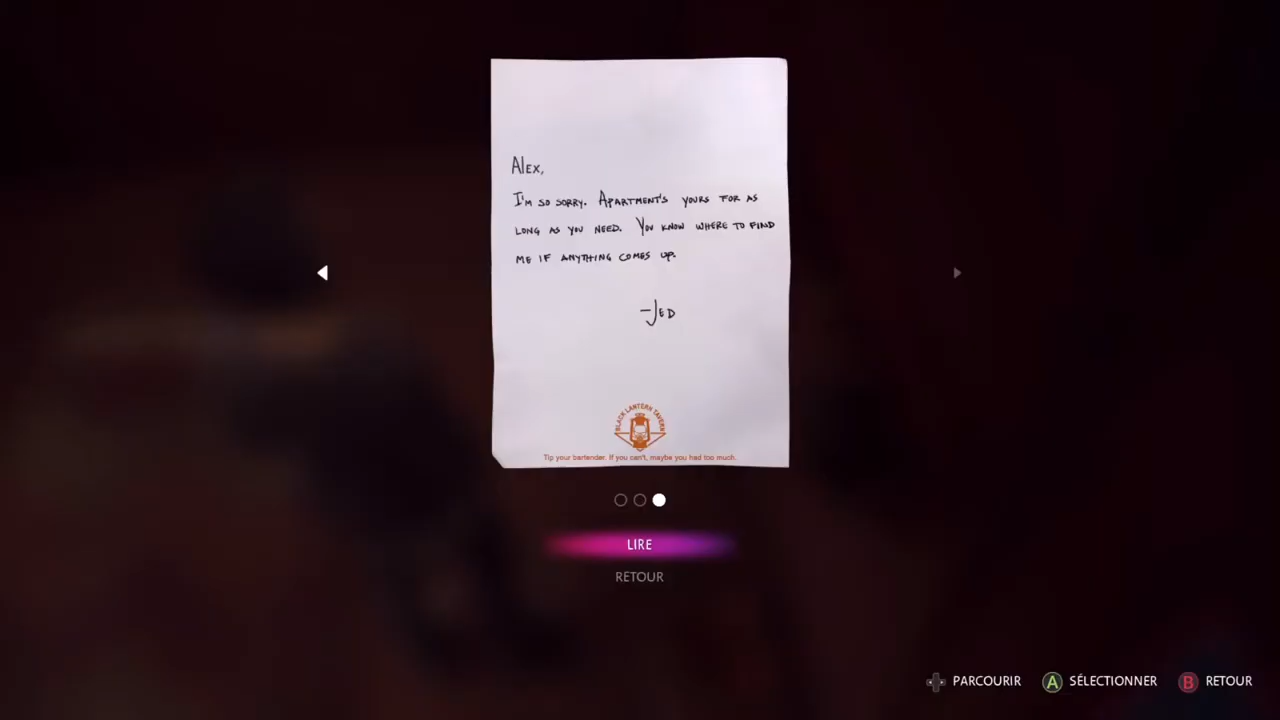 Alex,
I'm so sorry. Apartment's yours for as
long as you need. You know where to find
me if anything comes up.
-Jed
BLACK LANTERN TAVERN
Tip your bartender. If you can't, maybe you had too much.
LIRE
RETOUR
PARCOURIR A SÉLECTIONNER B RETOUR